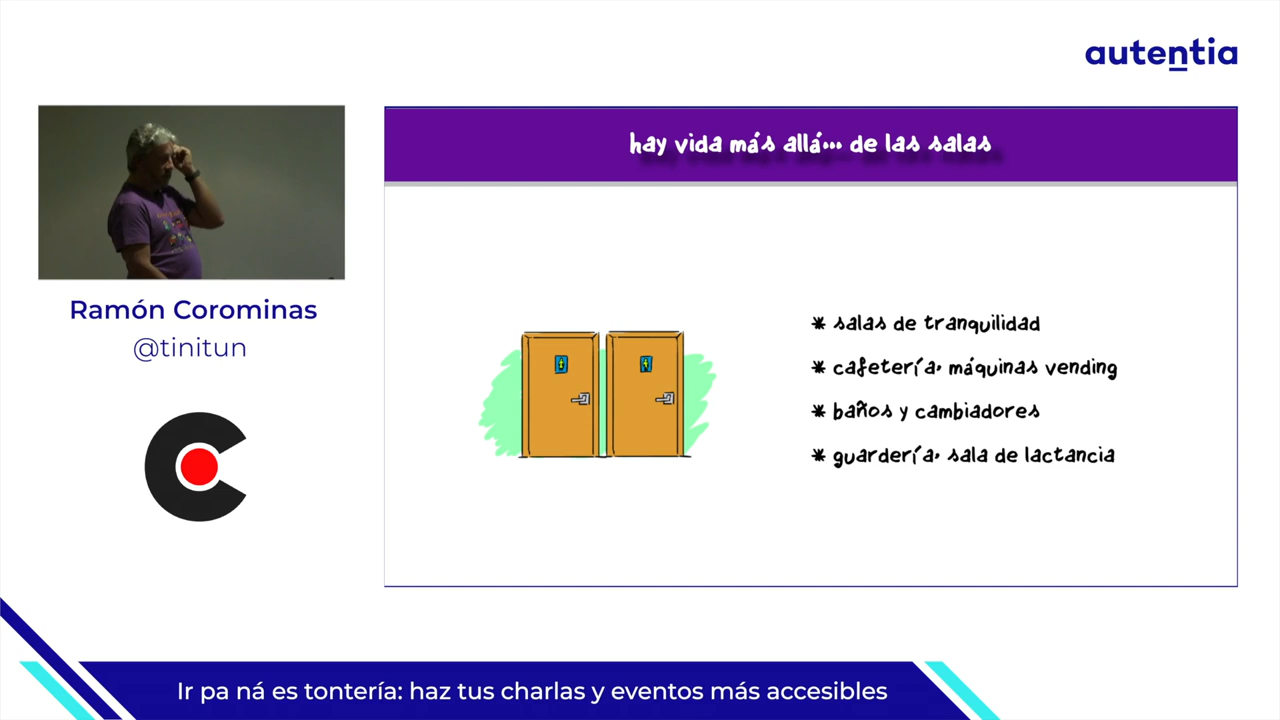 autentia
hay vida más allá... de las salas
Ramón Corominas
@tinitun
* salas de tranquilidad
* cafetería, máquinas vending
* baños y cambiadores
* guardería, sala de lactancia
Ir pa ná es tontería: haz tus charlas y eventos más accesibles